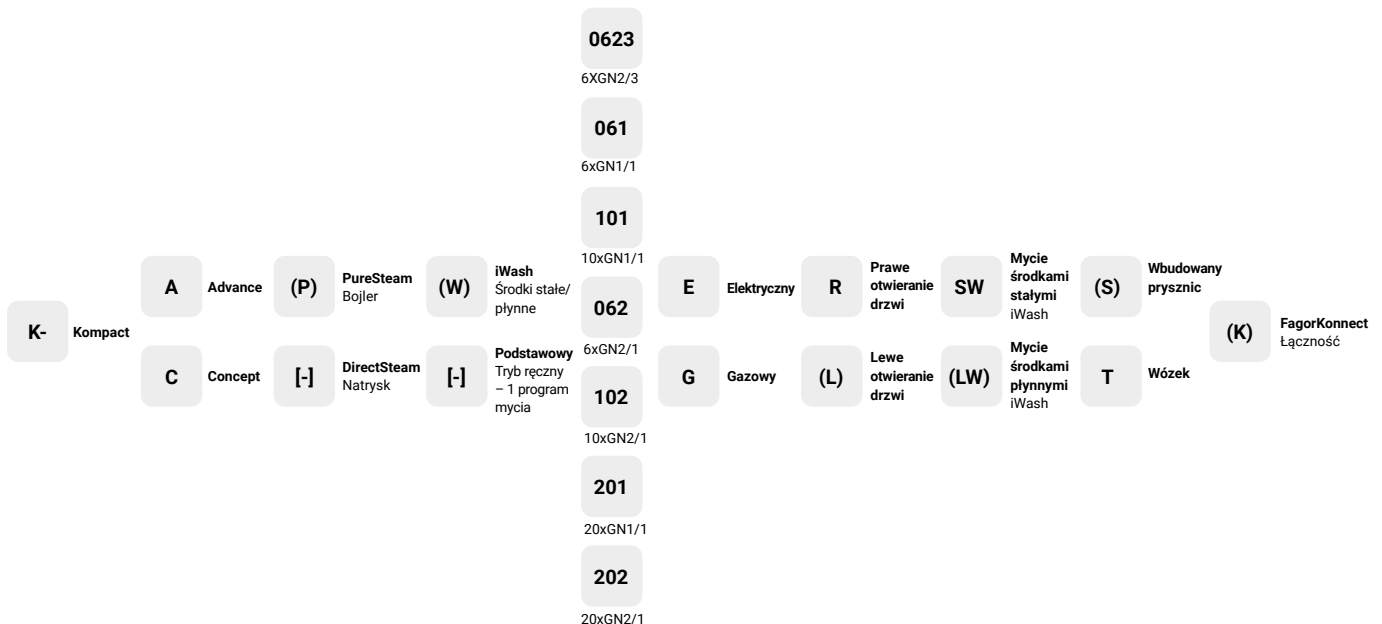 K-
Kompact
A
Advance
C
Concept
(P)
PureSteam
Bojler
[-]
DirectSteam
Natrysk
(W)
iWash
Środki stałe/
płynne
[-]
Podstawowy
Tryb ręczny
– 1 program
mycia
0623
6XGN2/3
061
6xGN1/1
101
10xGN1/1
062
6xGN2/1
102
10xGN2/1
201
20xGN1/1
202
20xGN2/1
E
Elektryczny
G
Gazowy
R
Prawe
otwieranie
drzwi
(L)
Lewe
otwieranie
drzwi
SW
Mycie
środkami
stałymi
iWash
(LW)
Mycie
środkami
płynnymi
iWash
(S)
Wbudowany
prysznic
T
Wózek
(K)
FagorKonnect
Łączność